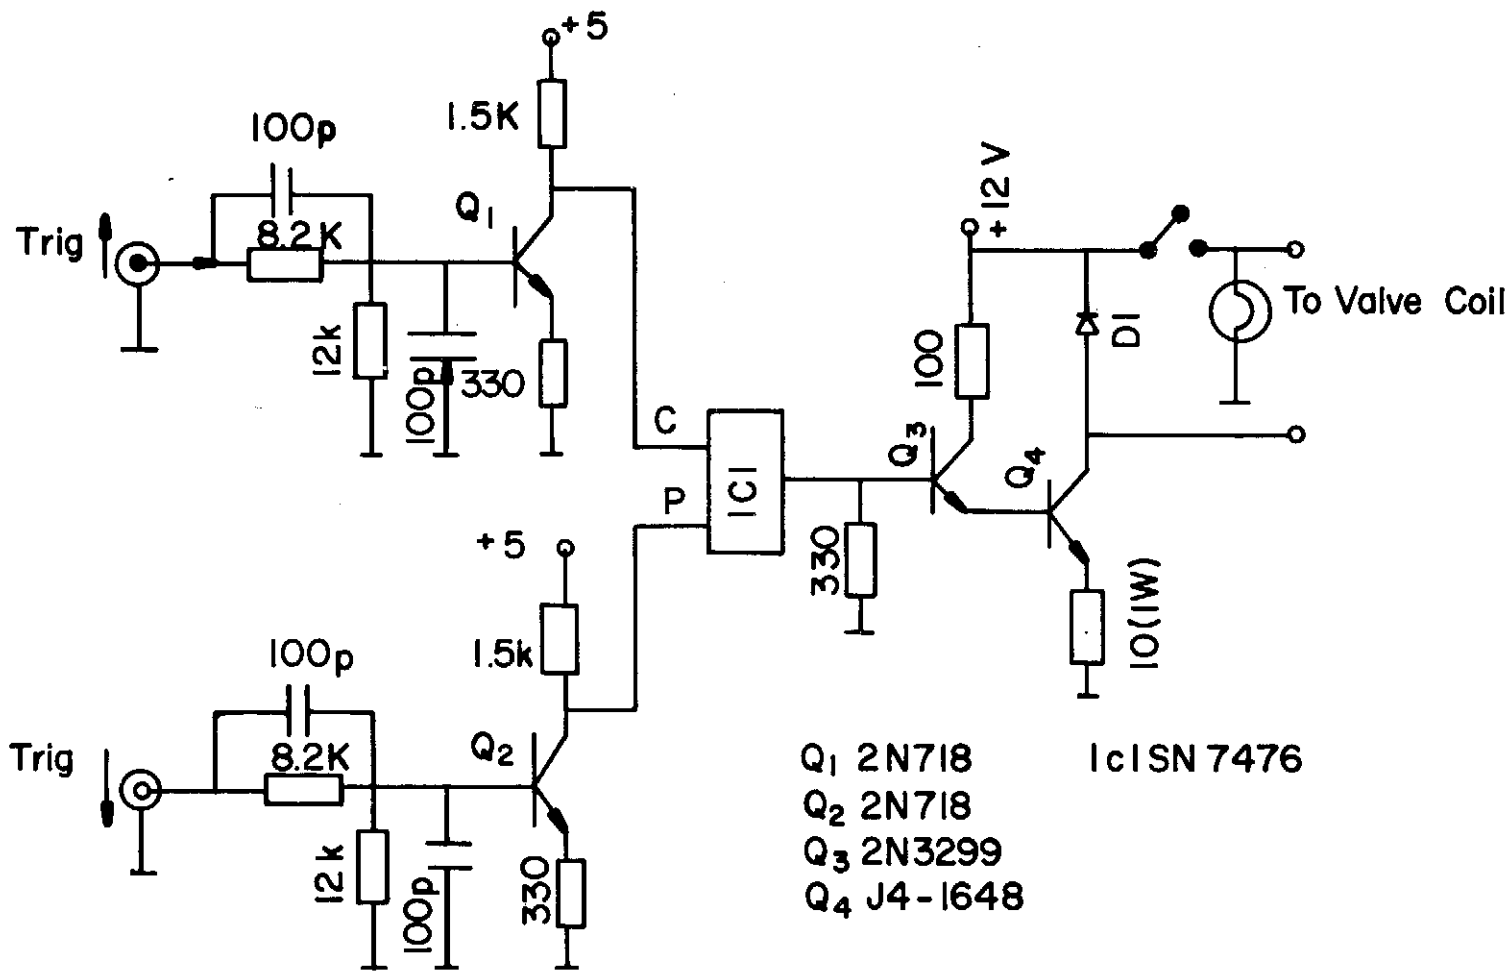 +5
1.5K
100p
Q1
8.2K
Trig
12k
100p
330
+12V
100
D1
To Valve Coil
C
P
IC1
Q3
Q4
330
10(1W)
+5
1.5k
100p
Q2
8.2K
Trig
12k
100p
330
Q1 2N718
Q2 2N718
Q3 2N3299
Q4 J4-1648
Ic1SN7476